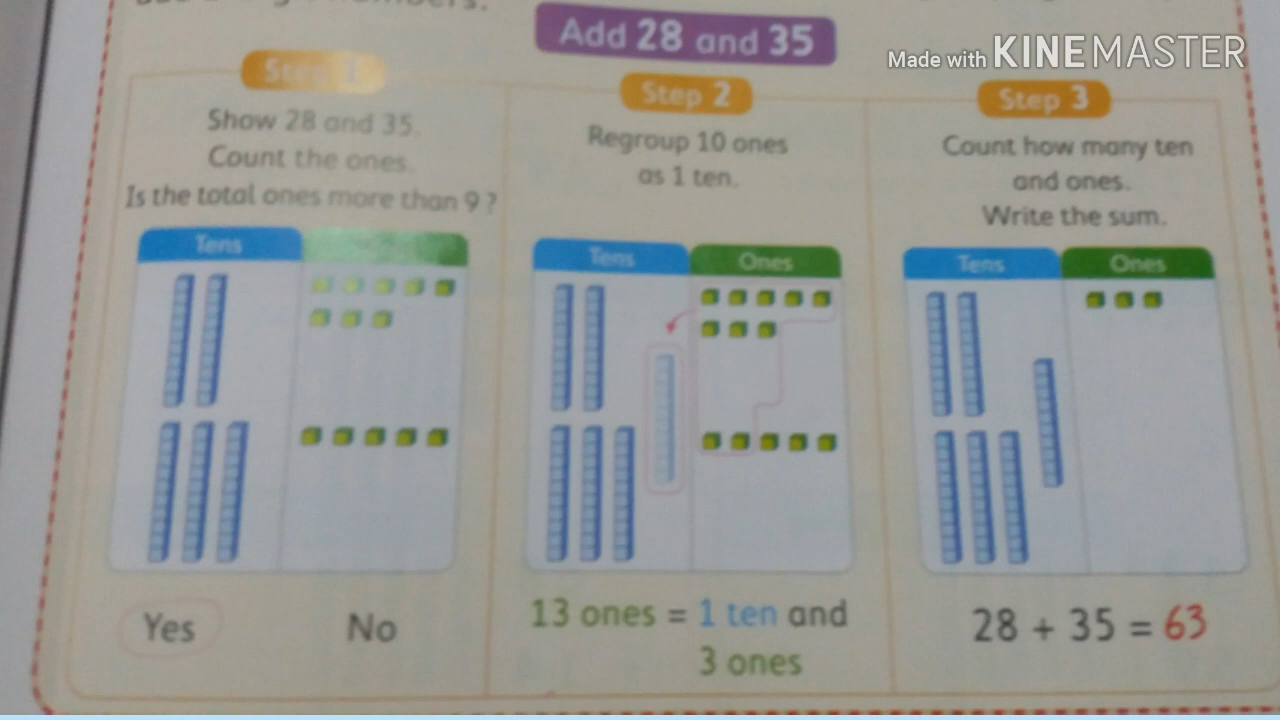 Add 28 and 35
Made with KINEMASTER
Step 1
Show 28 and 35.
Count the ones.
Is the total ones more than 9 ?
Tens
Yes
No
Step 2
Regroup 10 ones
as 1 ten.
Tens
Ones
13 ones = 1 ten and
3 ones
Step 3
Count how many ten
and ones.
Write the sum.
Tens
Ones
28 + 35 = 63